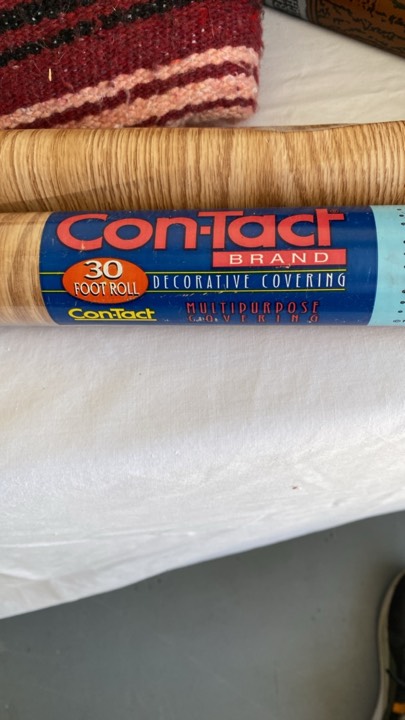 Con-Tact
BRAND
30
FOOT ROLL
DECORATIVE COVERING
Con-Tact
MULTIPURPOSE
COVERING